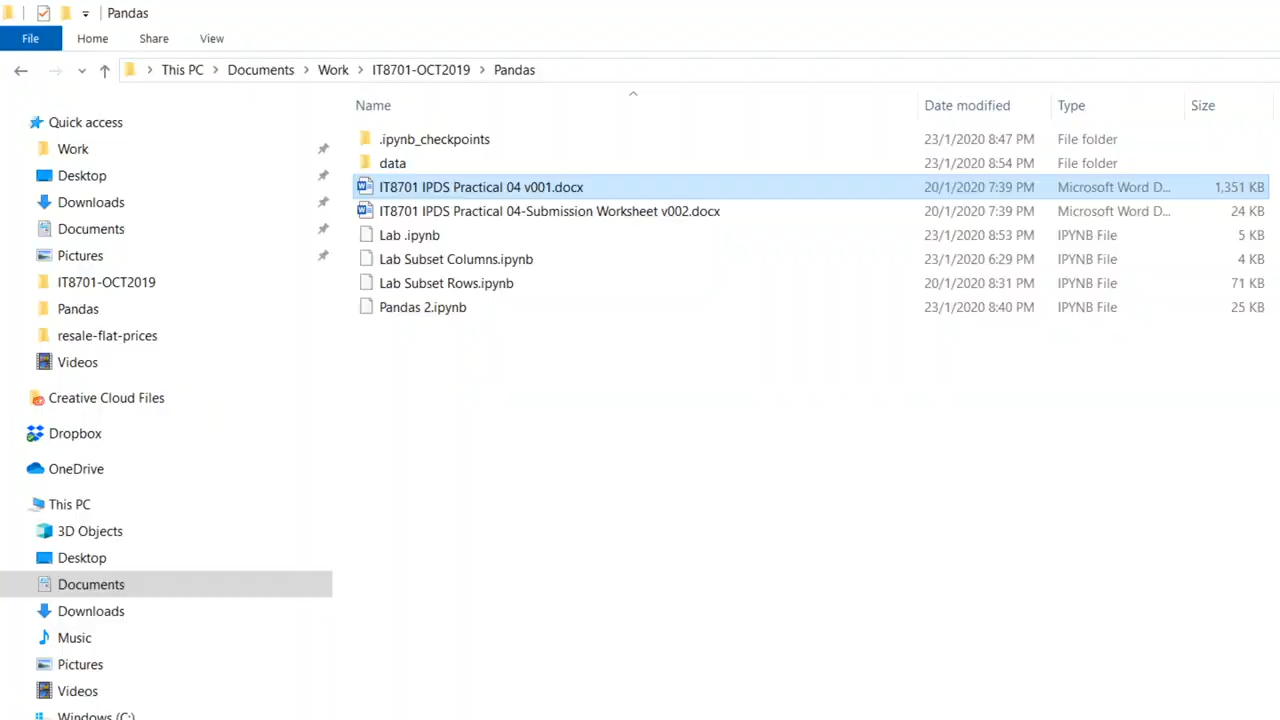 Pandas
File Home Share View
This PC Documents Work IT8701-OCT2019 Pandas
Name Date modified Type Size
.ipynb_checkpoints 23/1/2020 8:47 PM File folder
data 23/1/2020 8:54 PM File folder
IT8701 IPDS Practical 04 v001.docx 20/1/2020 7:39 PM Microsoft Word D... 1,351 KB
IT8701 IPDS Practical 04-Submission Worksheet v002.docx 20/1/2020 7:39 PM Microsoft Word D... 24 KB
Lab .ipynb 23/1/2020 8:53 PM IPYNB File 5 KB
Lab Subset Columns.ipynb 23/1/2020 6:29 PM IPYNB File 4 KB
Lab Subset Rows.ipynb 20/1/2020 8:31 PM IPYNB File 71 KB
Pandas 2.ipynb 23/1/2020 8:40 PM IPYNB File 25 KB
Quick access
Work
Desktop
Downloads
Documents
Pictures
IT8701-OCT2019
Pandas
resale-flat-prices
Videos
Creative Cloud Files
Dropbox
OneDrive
This PC
3D Objects
Desktop
Documents
Downloads
Music
Pictures
Videos
Windows (C:)